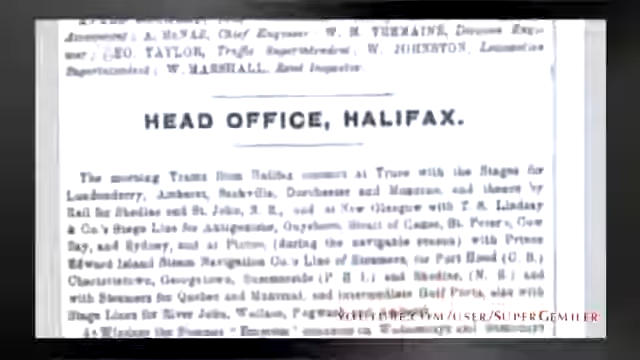 Accountant; A. McNAB, Chief Engineer; W. H. TREMAINE, Division Engi-
neer; GEO. TAYLOR, Traffic Superintendent; W. JOHNSTON, Locomotive
Superintendent; W. MARSHALL, Road Inspector.
HEAD OFFICE, HALIFAX.
The morning Trains from Halifax connect at Truro with the Stages for
Londonderry, Amherst, Sackville, Dorchester and Moncton, and thence by
Rail for Shediac and St. John, N. B., and at New Glasgow with T. S. Lindsay
& Co.'s Stage Line for Antigonish, Guysboro, Strait of Canso, St. Peter's, Cow
Bay, and Sydney, and at Pictou (during the navigable season) with Prince
Edward Island Steam Navigation Co.'s Line of Steamers, for Port Hood (C. B.)
Charlottetown, Georgetown, Summerside (P. E. I.) and Shediac, (N. B.) and
with Steamers for Quebec and Montreal, and intermediate Gulf Ports, also with
Stage Lines for River John, Wallace, Pugwash
At Windsor the Steamer "Emperor" connects
YOUTUBE.COM/USER/SUPERGEMILER